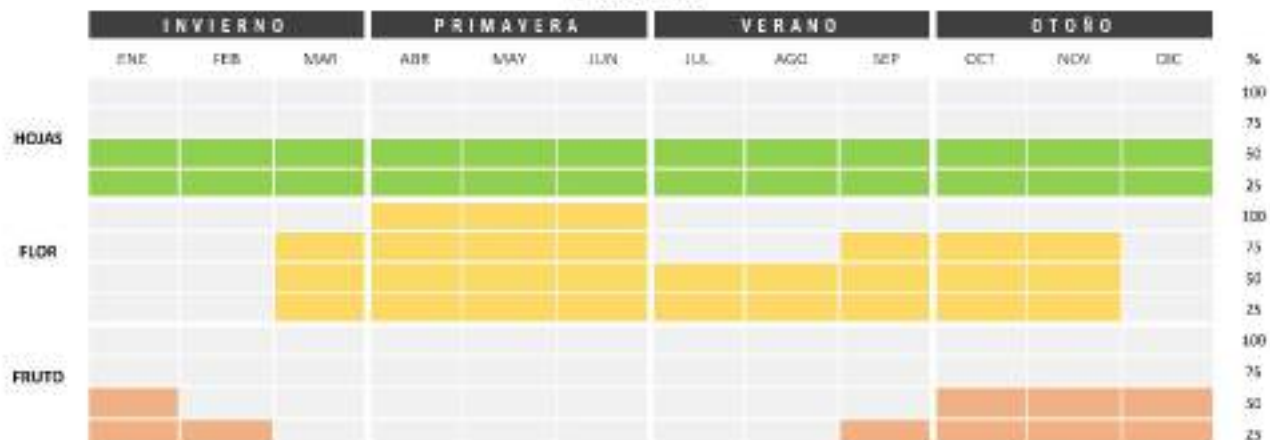 INVIERNO PRIMAVERA VERANO OTOÑO
ENE FEB MAR ABR MAY JUN JUL AGO SEP OCT NOV DIC %
100
75
HOJAS
50
25
100
FLOR 75
50
25
100
FRUTO 75
50
25